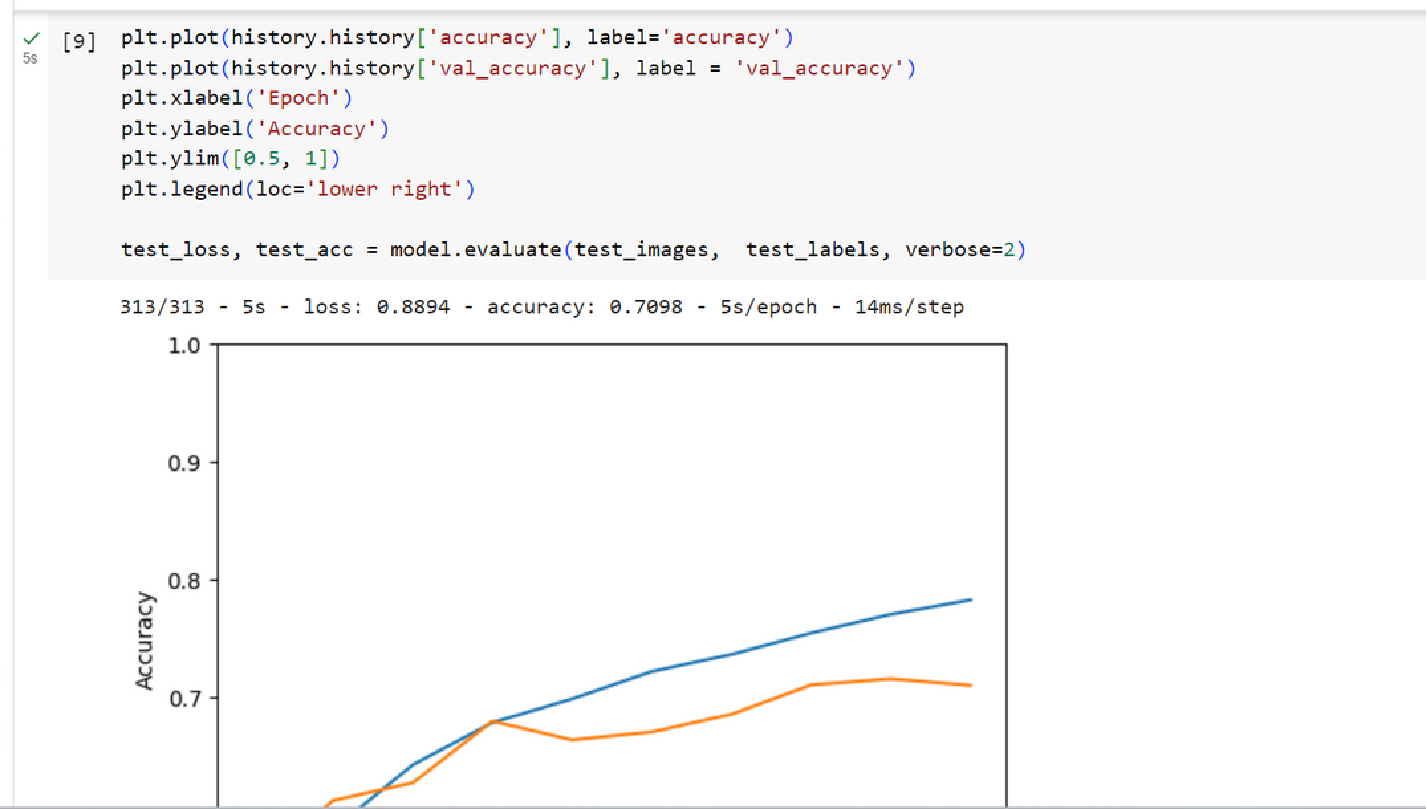 [9] plt.plot(history.history['accuracy'], label='accuracy')
5s
plt.plot(history.history['val_accuracy'], label = 'val_accuracy')
plt.xlabel('Epoch')
plt.ylabel('Accuracy')
plt.ylim([0.5, 1])
plt.legend(loc='lower right')
test_loss, test_acc = model.evaluate(test_images,  test_labels, verbose=2)
313/313 - 5s - loss: 0.8894 - accuracy: 0.7098 - 5s/epoch - 14ms/step
1.0
0.9
0.8
Accuracy
0.7